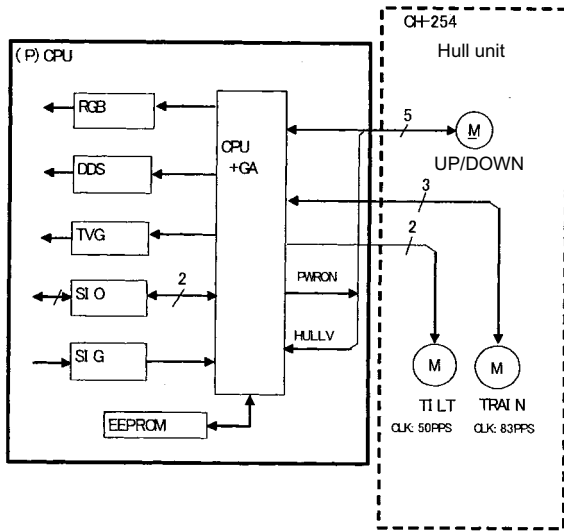 CH-254
Hull unit
(P) CPU
RGB
CPU
+GA
5
M
UP/DOWN
DDS
3
TVG
2
SIO
2
PWRON
SIG
HULLV
M
M
TILT
TRAIN
CLK: 50PPS
CLK: 83PPS
EEPROM